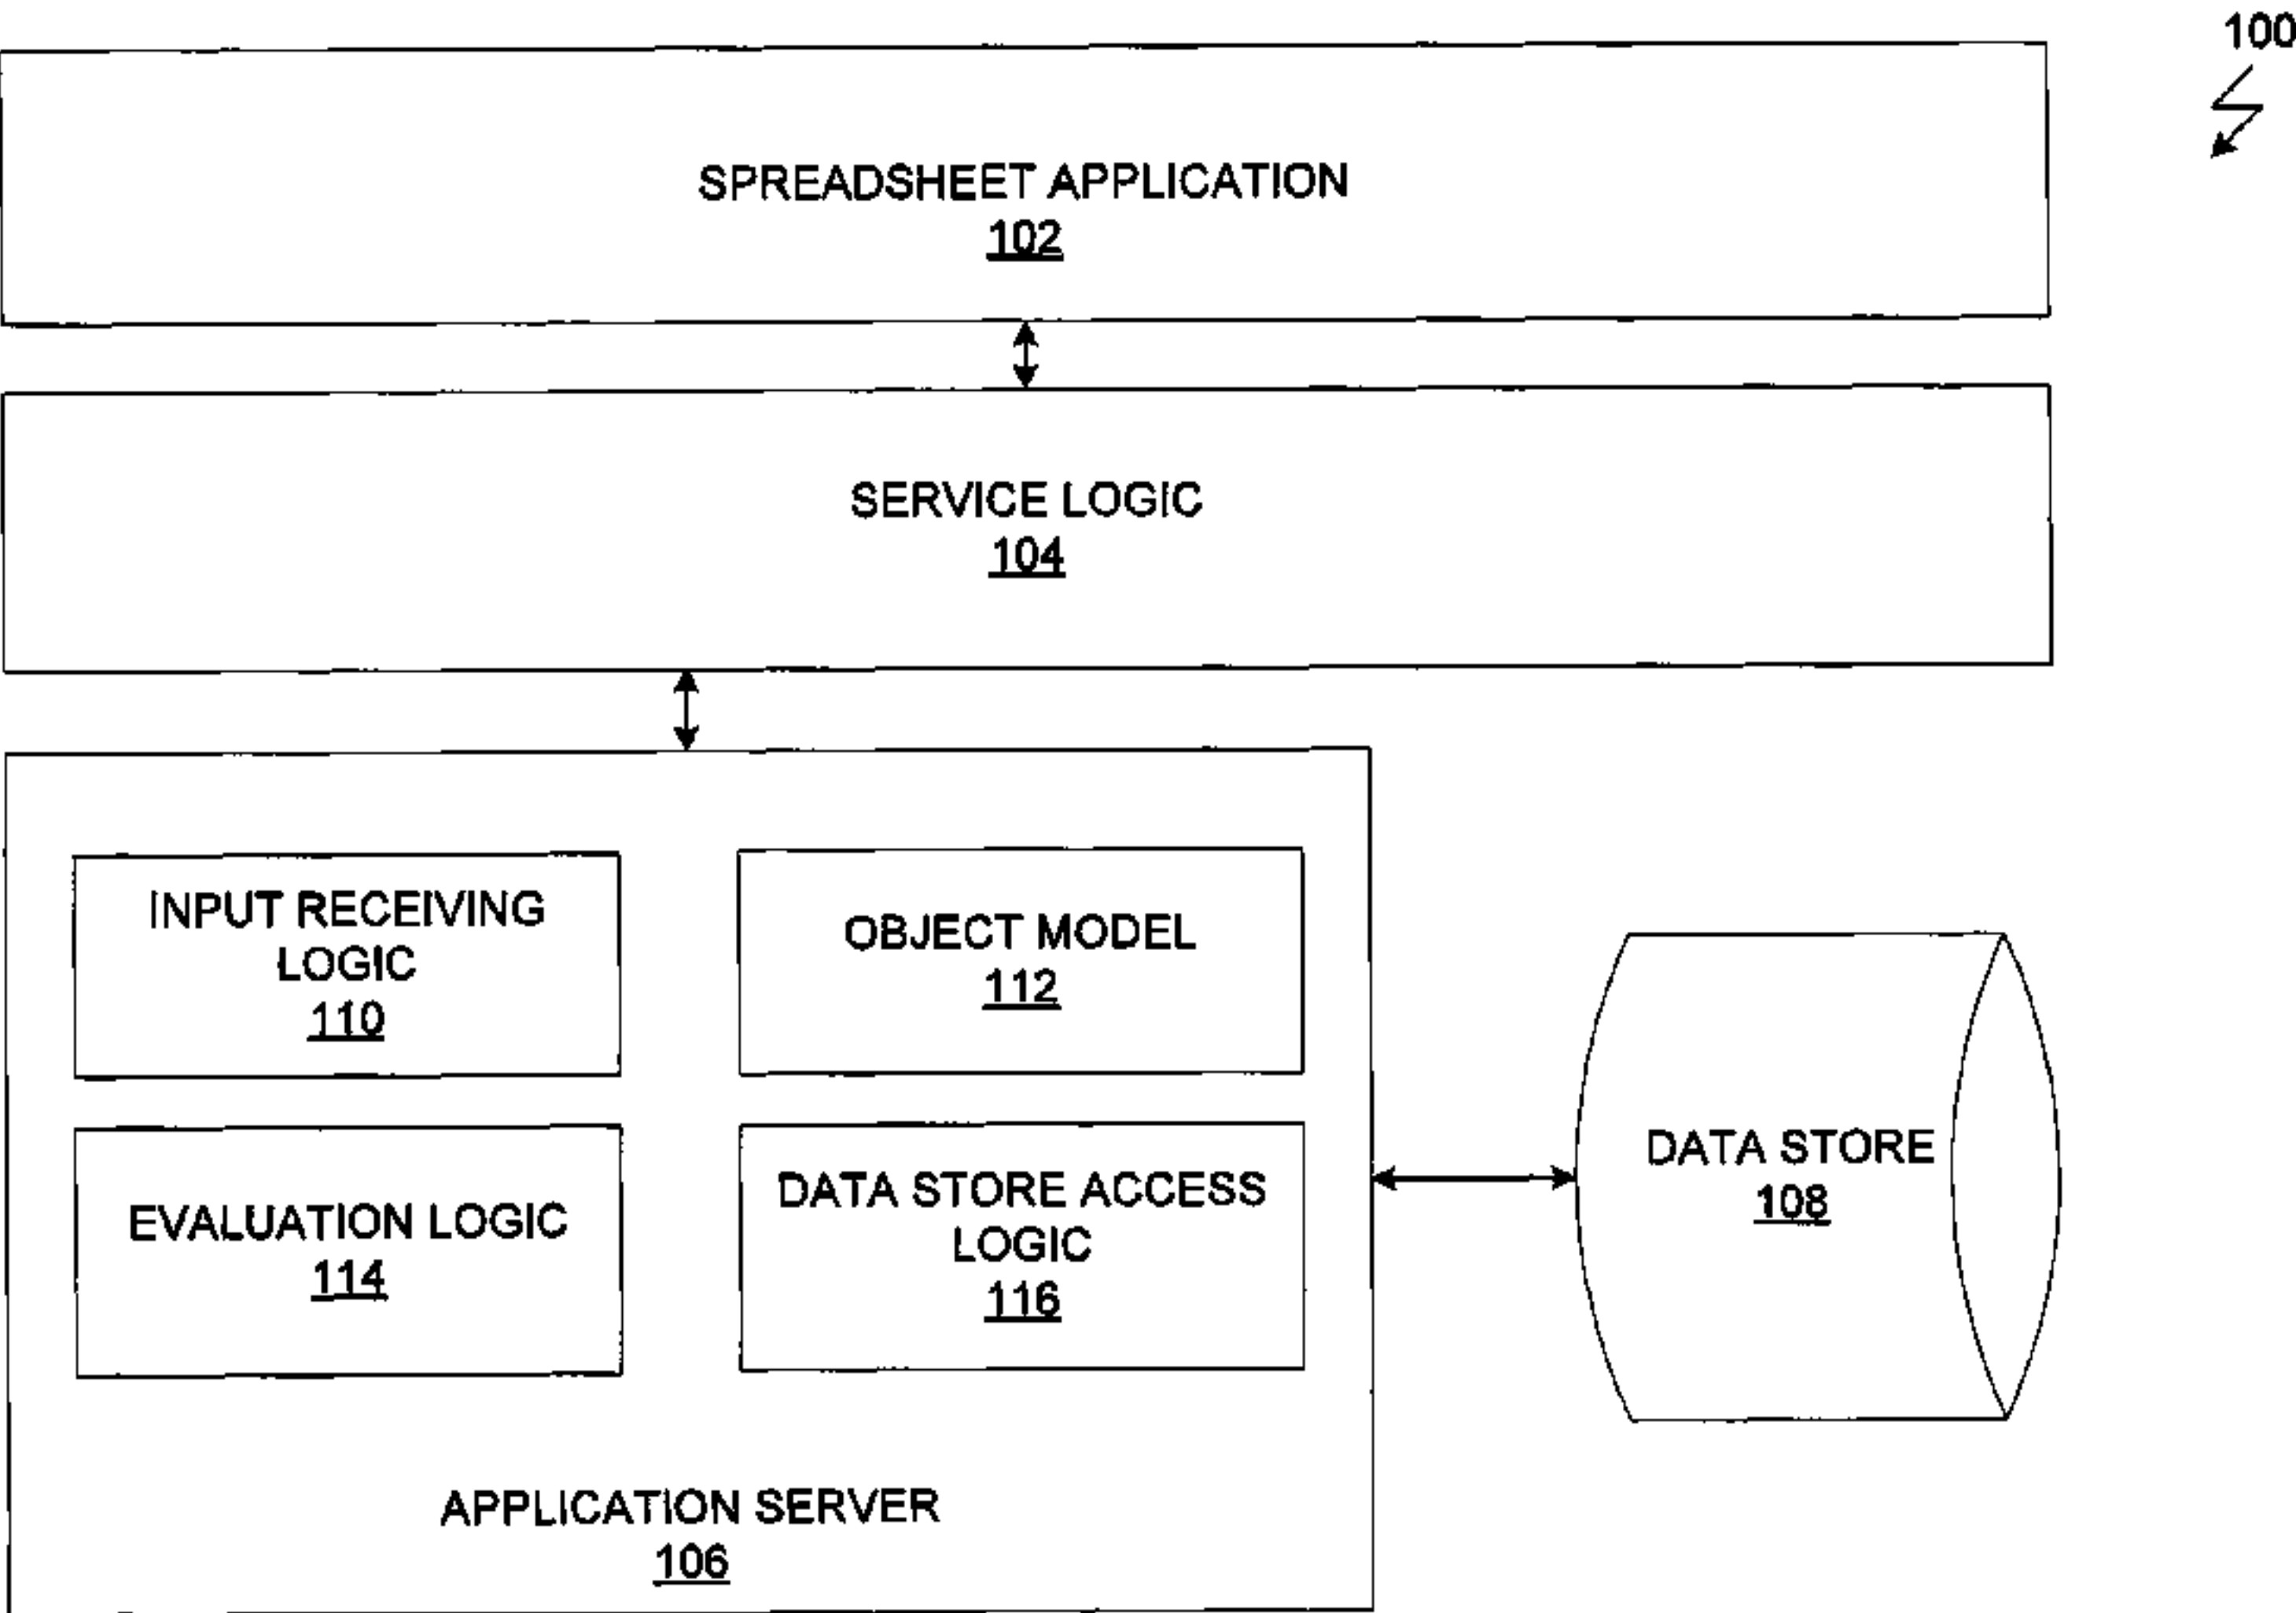 100
SPREADSHEET APPLICATION
102
SERVICE LOGIC
104
INPUT RECEIVING
LOGIC
110
OBJECT MODEL
112
EVALUATION LOGIC
114
DATA STORE ACCESS
LOGIC
116
APPLICATION SERVER
106
DATA STORE
108